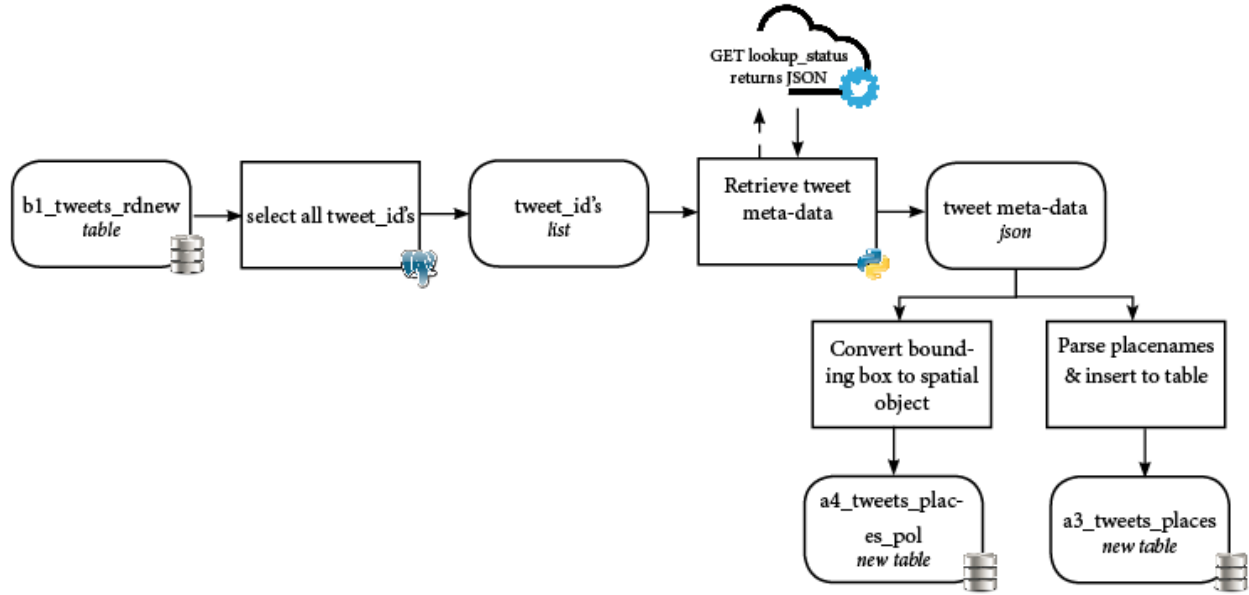 GET lookup_status
returns JSON
b1_tweets_rdnew
table
select all tweet_id's
tweet_id's
list
Retrieve tweet
meta-data
tweet meta-data
json
Convert bound-
ing box to spatial
object
Parse placenames
& insert to table
a4_tweets_plac-
es_pol
new table
a3_tweets_places
new table